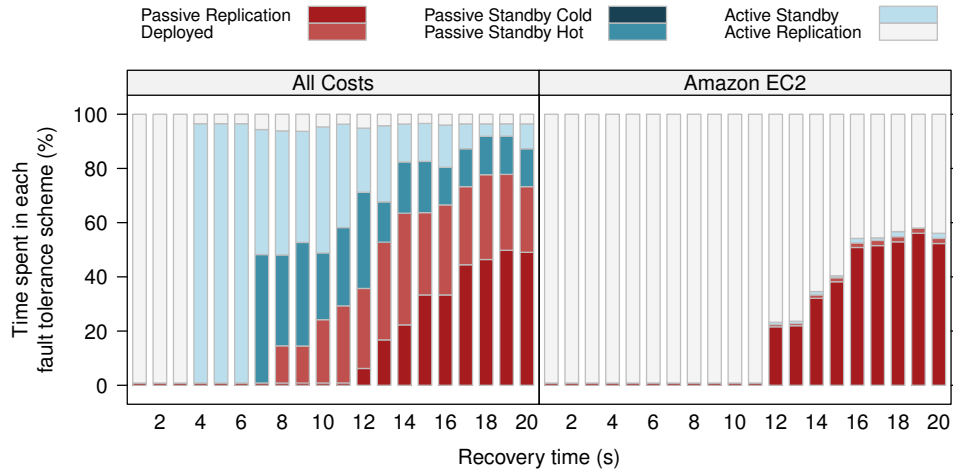 Passive Replication
Deployed
Passive Standby Cold
Passive Standby Hot
Active Standby
Active Replication
All Costs
Amazon EC2
Time spent in each
fault tolerance scheme (%)
100
80
60
40
20
0
2 4 6 8 10 12 14 16 18 20
2 4 6 8 10 12 14 16 18 20
Recovery time (s)